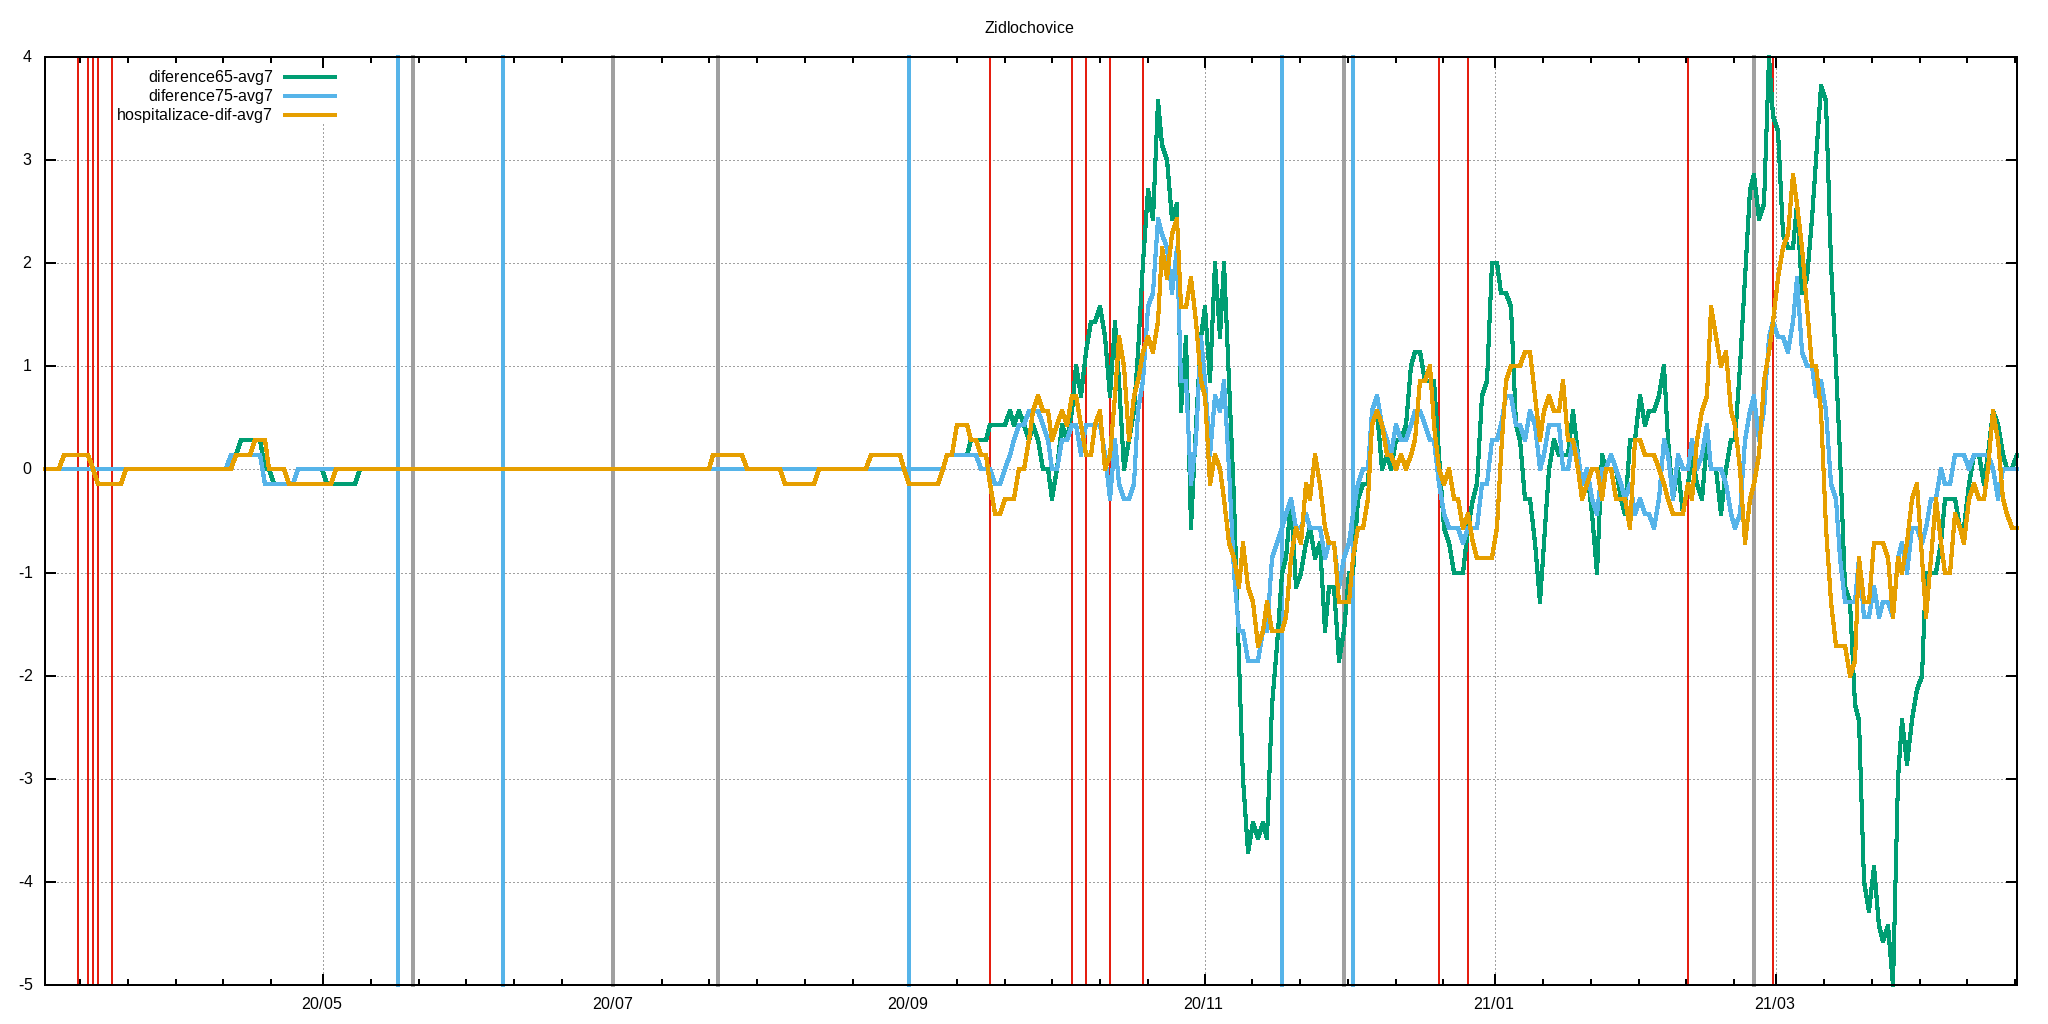 Zidlochovice
4
diference65-avg7
diference75-avg7
hospitalizace-dif-avg7
3
2
1
0
-1
-2
-3
-4
-5
20/05 20/07 20/09 20/11 21/01 21/03